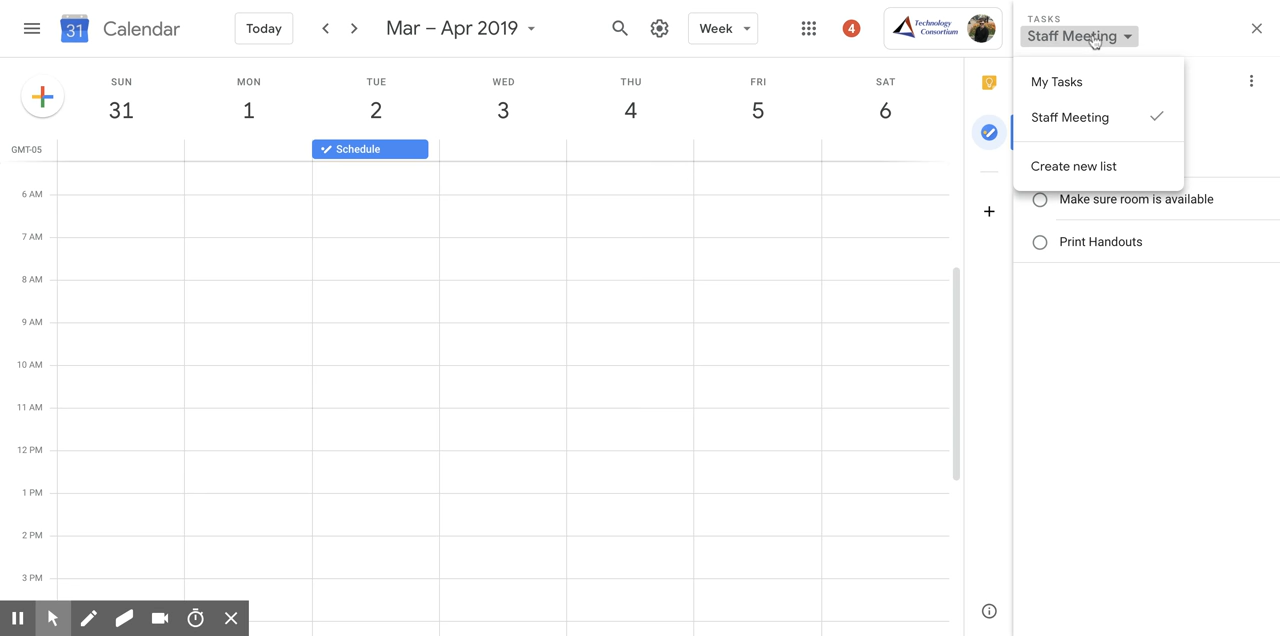 31
Calendar
Today
Mar – Apr 2019
Week
4
Technology
Consortium
TASKS
Staff Meeting
My Tasks
Staff Meeting
Create new list
Make sure room is available
Print Handouts
SUN MON TUE WED THU FRI SAT
31 1 2 3 4 5 6
GMT-05
Schedule
6 AM
7 AM
8 AM
9 AM
10 AM
11 AM
12 PM
1 PM
2 PM
3 PM